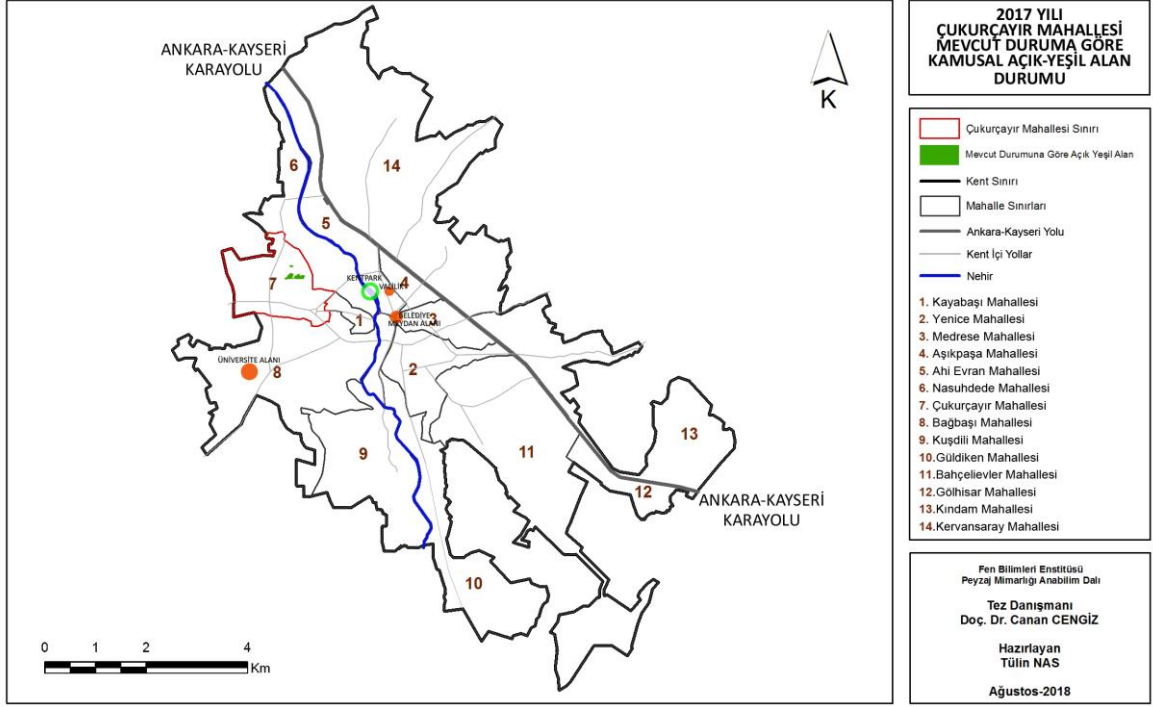 ANKARA-KAYSERİ
KARAYOLU
K
6
14
5
7
KENTPARK
VALİLİK
4
1
BELEDİYE
MEYDAN ALANI
3
ÜNİVERSİTE ALANI
8
2
9
11
13
12
ANKARA-KAYSERİ
KARAYOLU
10
0 1 2 4
Km
2017 YILI
ÇUKURÇAYIR MAHALLESİ
MEVCUT DURUMA GÖRE
KAMUSAL AÇIK-YEŞİL ALAN
DURUMU
Çukurçayır Mahallesi Sınırı
Mevcut Durumuna Göre Açık Yeşil Alan
Kent Sınırı
Mahalle Sınırları
Ankara-Kayseri Yolu
Kent İçi Yollar
Nehir
1. Kayabaşı Mahallesi
2. Yenice Mahallesi
3. Medrese Mahallesi
4. Aşıkpaşa Mahallesi
5. Ahi Evran Mahallesi
6. Nasuhdede Mahallesi
7. Çukurçayır Mahallesi
8. Bağbaşı Mahallesi
9. Kuşdili Mahallesi
10.Güldiken Mahallesi
11.Bahçelievler Mahallesi
12.Gölhisar Mahallesi
13.Kındam Mahallesi
14.Kervansaray Mahallesi
Fen Bilimleri Enstitüsü
Peyzaj Mimarlığı Anabilim Dalı
Tez Danışmanı
Doç. Dr. Canan CENGİZ
Hazırlayan
Tülin NAS
Ağustos-2018